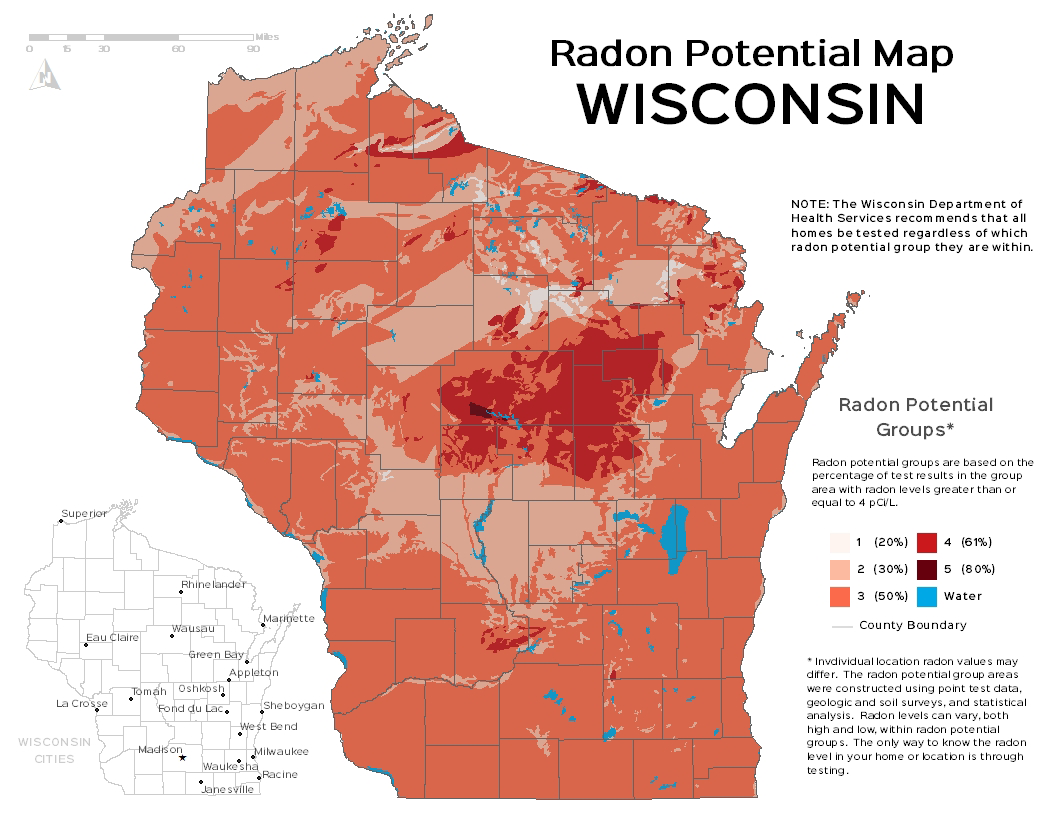 Miles
0 15 30 60 90
N
Radon Potential Map
WISCONSIN
NOTE: The Wisconsin Department of
Health Services recommends that all
homes be tested regardless of which
radon potential group they are within.
Radon Potential
Groups*
Radon potential groups are based on the
percentage of test results in the group
area with radon levels greater than or
equal to 4 pCi/L.
1 (20%) 4 (61%)
2 (30%) 5 (80%)
3 (50%) Water
County Boundary
* Invdividual location radon values may
differ. The radon potential group areas
were constructed using point test data,
geologic and soil surveys, and statistical
analysis. Radon levels can vary, both
high and low, within radon potential
groups. The only way to know the radon
level in your home or location is through
testing.
Superior
Rhinelander
Marinette
Wausau
Eau Claire
Green Bay
Appleton
Tomah
Oshkosh
La Crosse
Fond du Lac
Sheboygan
West Bend
WISCONSIN
CITIES
Madison
Milwaukee
Waukesha
Racine
Janesville